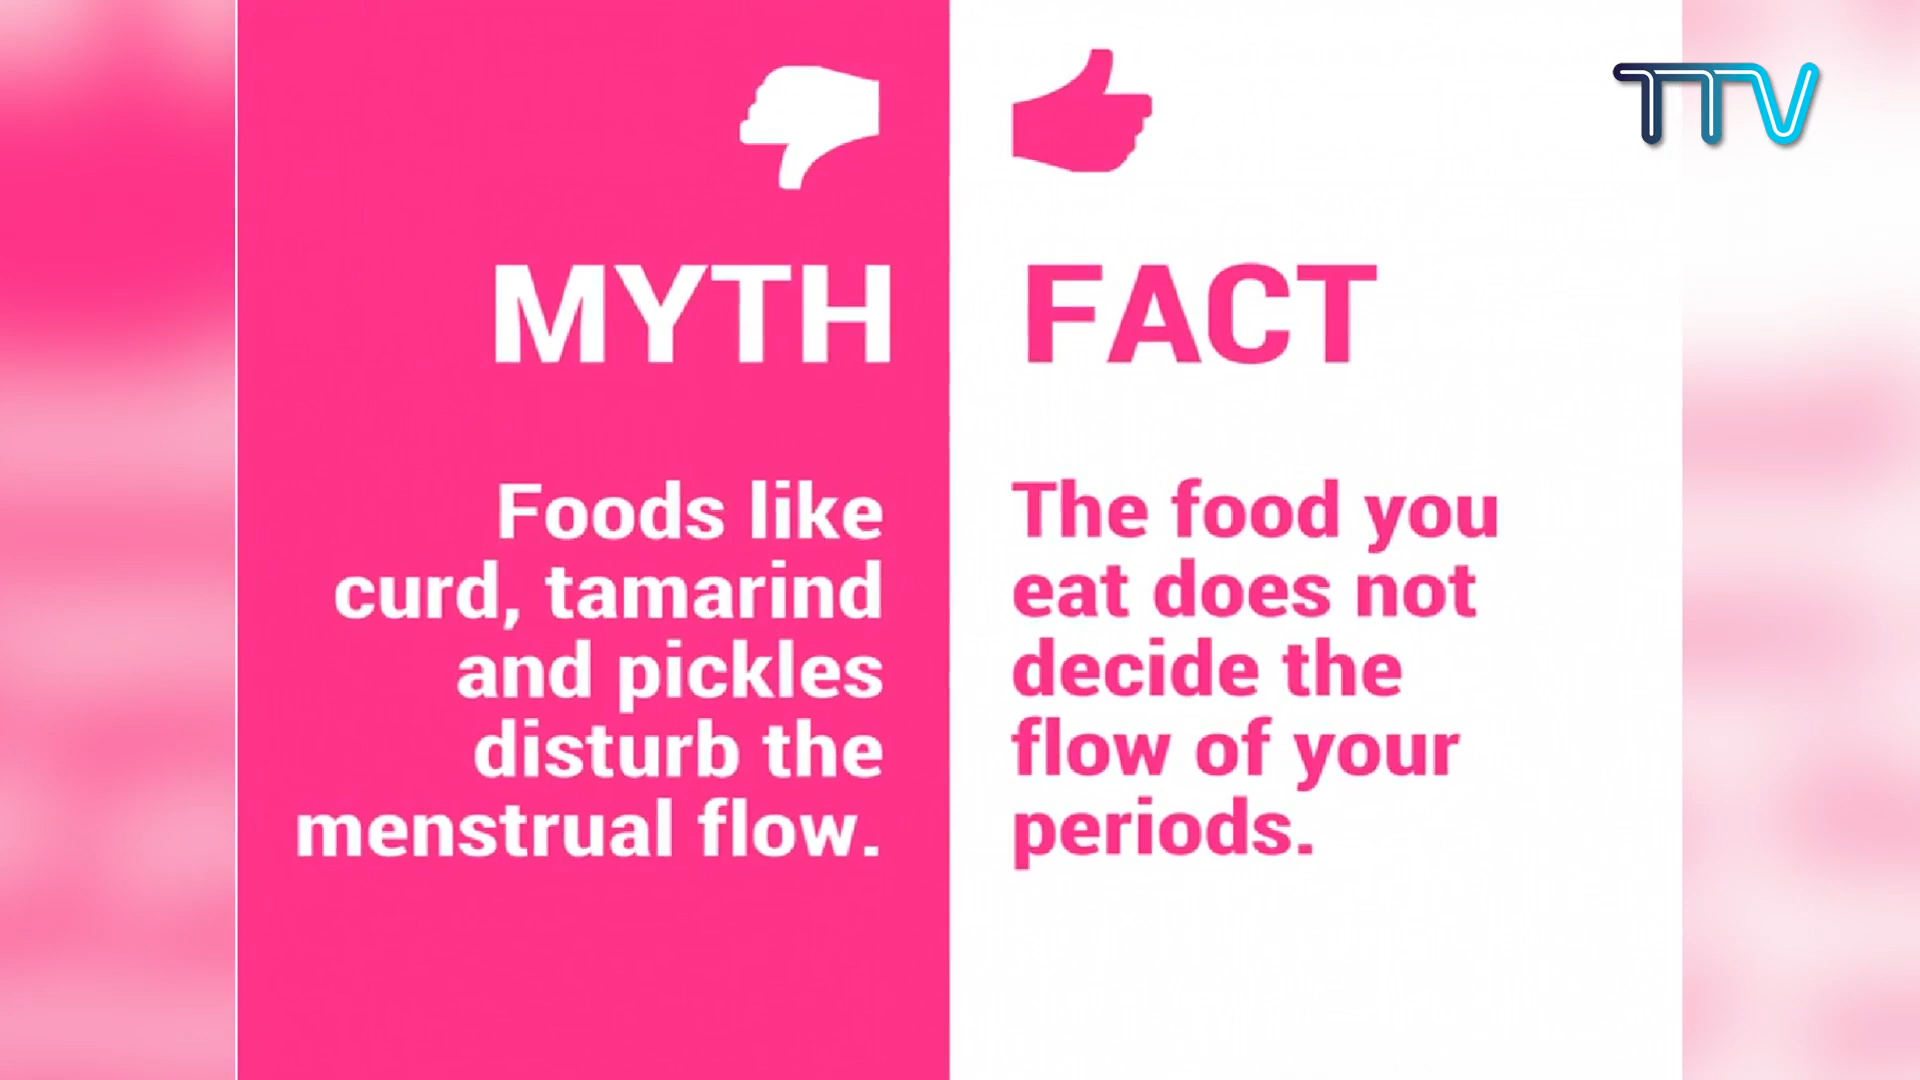 MYTH
Foods like
curd, tamarind
and pickles
disturb the
menstrual flow.
FACT
The food you
eat does not
decide the
flow of your
periods.
TTV